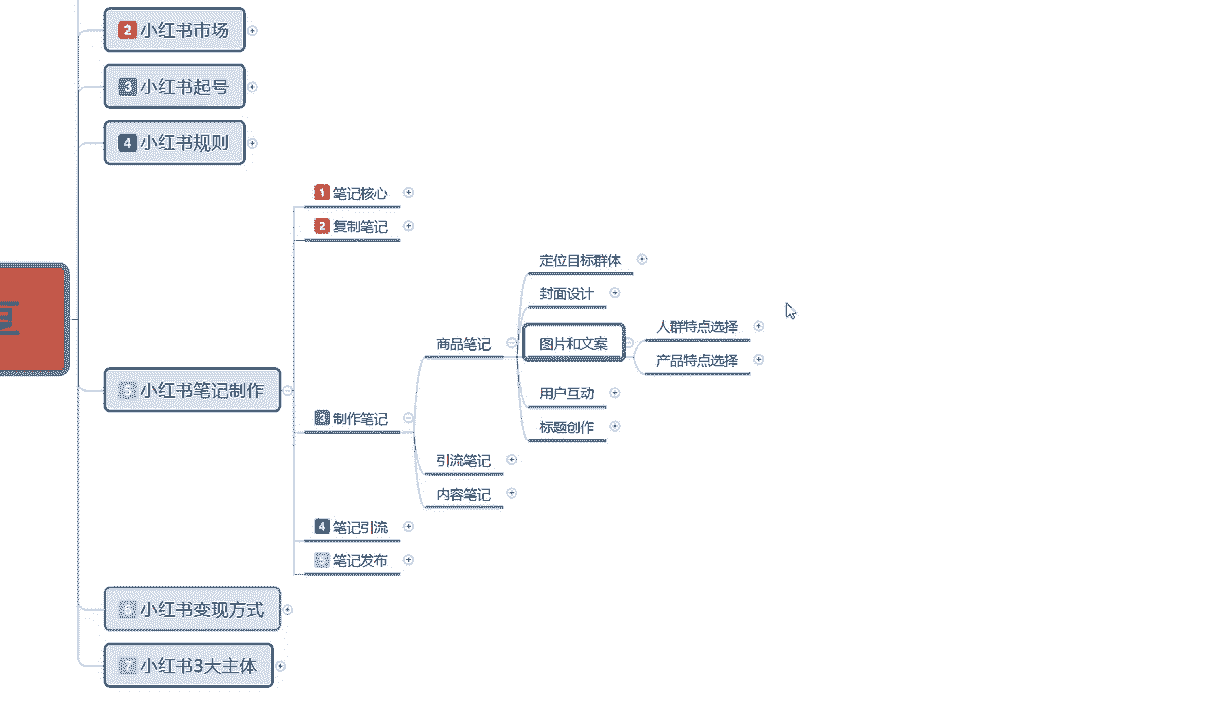 2 小红书市场
3 小红书起号
4 小红书规则
小红书笔记制作
1 笔记核心
2 复制笔记
3 制作笔记
商品笔记
定位目标群体
封面设计
图片和文案
人群特点选择
产品特点选择
用户互动
标题创作
引流笔记
内容笔记
4 笔记引流
笔记发布
小红书变现方式
7 小红书3大主体